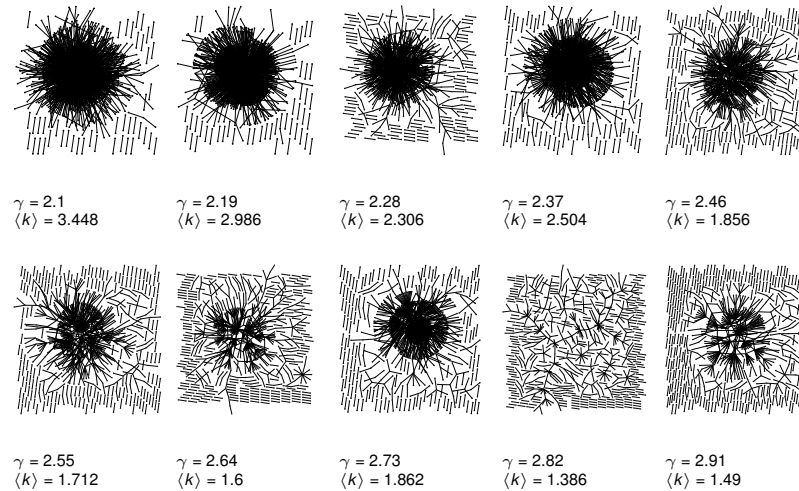 γ = 2.1
⟨k⟩ = 3.448
γ = 2.19
⟨k⟩ = 2.986
γ = 2.28
⟨k⟩ = 2.306
γ = 2.37
⟨k⟩ = 2.504
γ = 2.46
⟨k⟩ = 1.856
γ = 2.55
⟨k⟩ = 1.712
γ = 2.64
⟨k⟩ = 1.6
γ = 2.73
⟨k⟩ = 1.862
γ = 2.82
⟨k⟩ = 1.386
γ = 2.91
⟨k⟩ = 1.49